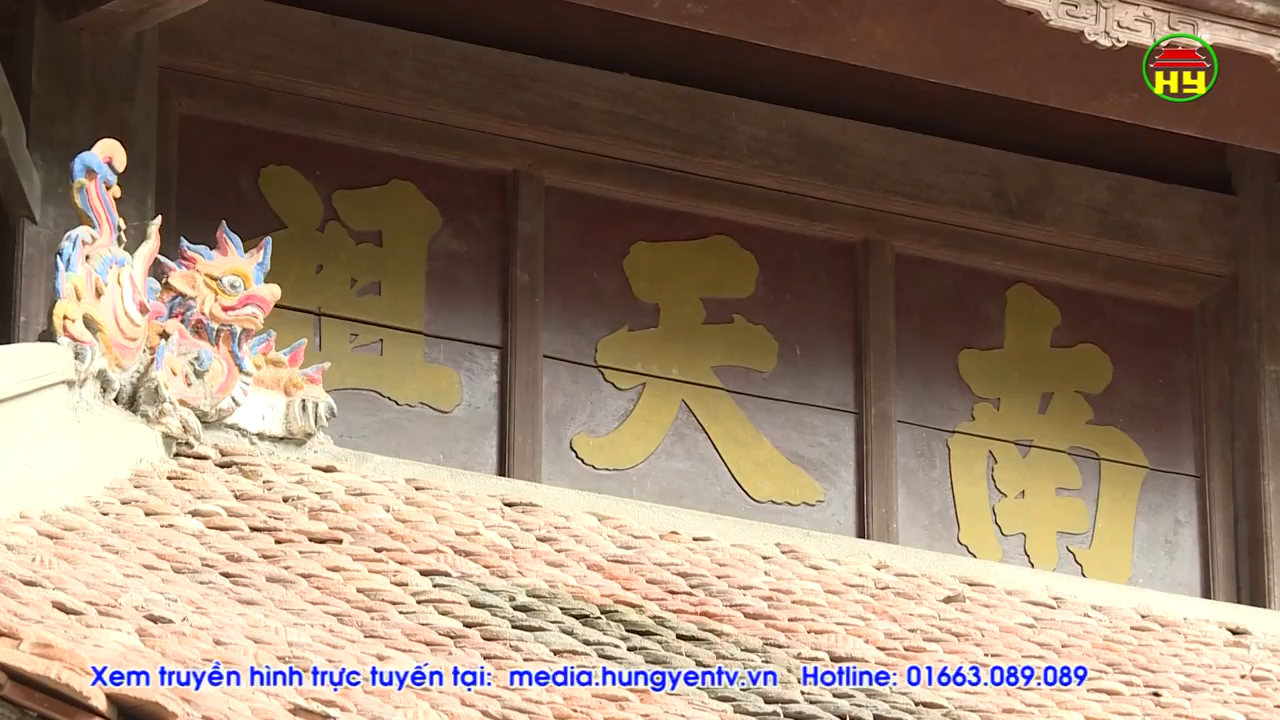 HY
南天祖
Xem truyền hình trực tuyến tại: media.hungyentv.vn Hotline: 01663.089.089